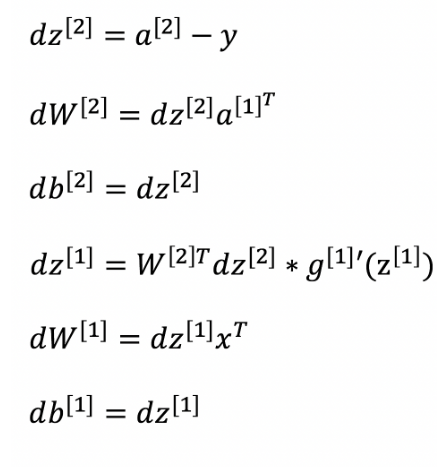 dz^[2] = a^[2] − y
dW^[2] = dz^[2]a^[1]^T
db^[2] = dz^[2]
dz^[1] = W^[2]T dz^[2] ∗ g^[1]′(z^[1])
dW^[1] = dz^[1]x^T
db^[1] = dz^[1]